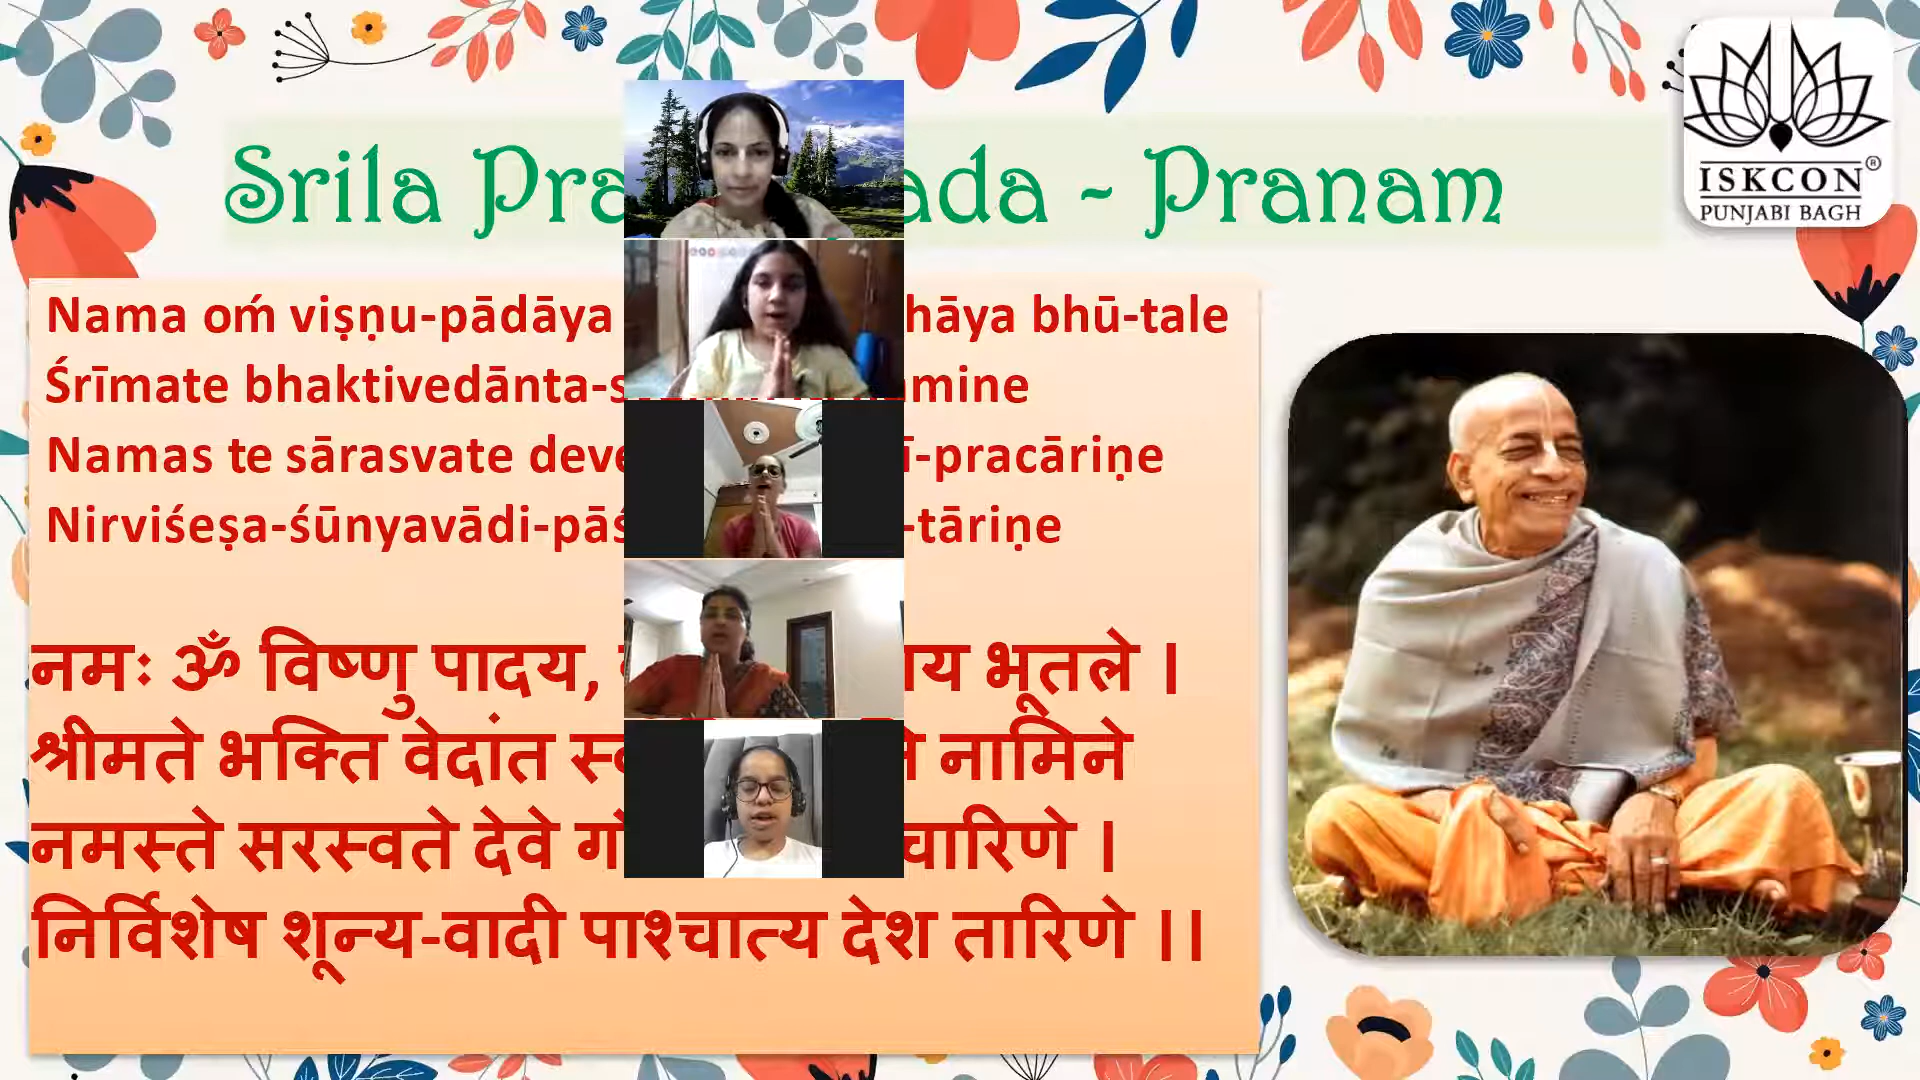 Srila Pra ada ~ Pranam
ISKCON®
PUNJABI BAGH
Nama oḿ viṣṇu-pādāya hāya bhū-tale
Śrīmate bhaktivedānta-s mine
Namas te sārasvate deve ī-pracāriṇe
Nirviśeṣa-śūnyavādi-pāś -tāriṇe
नमः ॐ विष्णु पादय, य भूतले ।
श्रीमते भक्ति वेदांत नामिने
नमस्ते सरस्वते देवे चारिणे ।
निर्विशेष शून्य-वादी पाश्चात्य देश तारिणे ।।